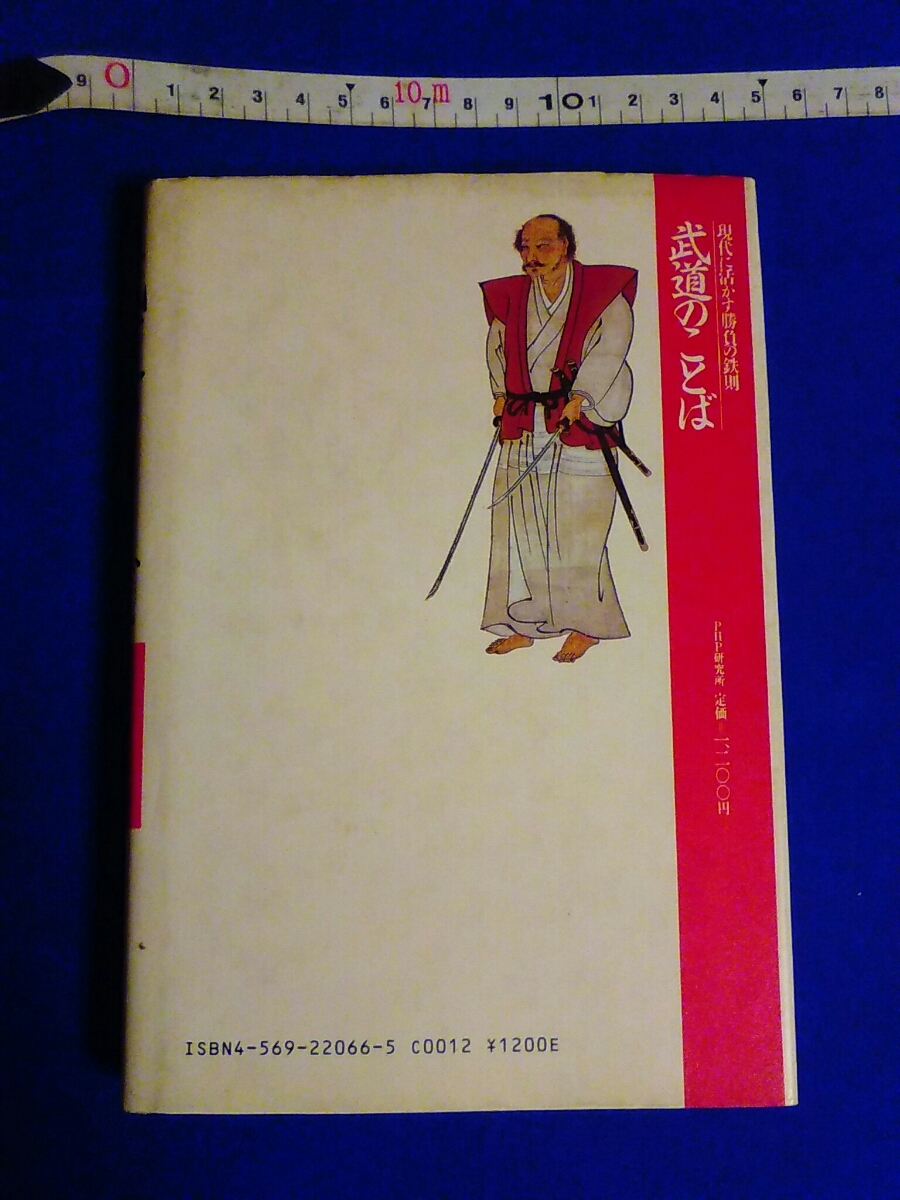 9 0 1 2 3 4 5 6 10m 7 8 9 10 1 2 3 4 5 6 7 8
現代に活かす勝負の鉄則
武道のことば
PHP研究所 定価=一、二〇〇円
ISBN4-569-22066-5 C0012 ¥1200E